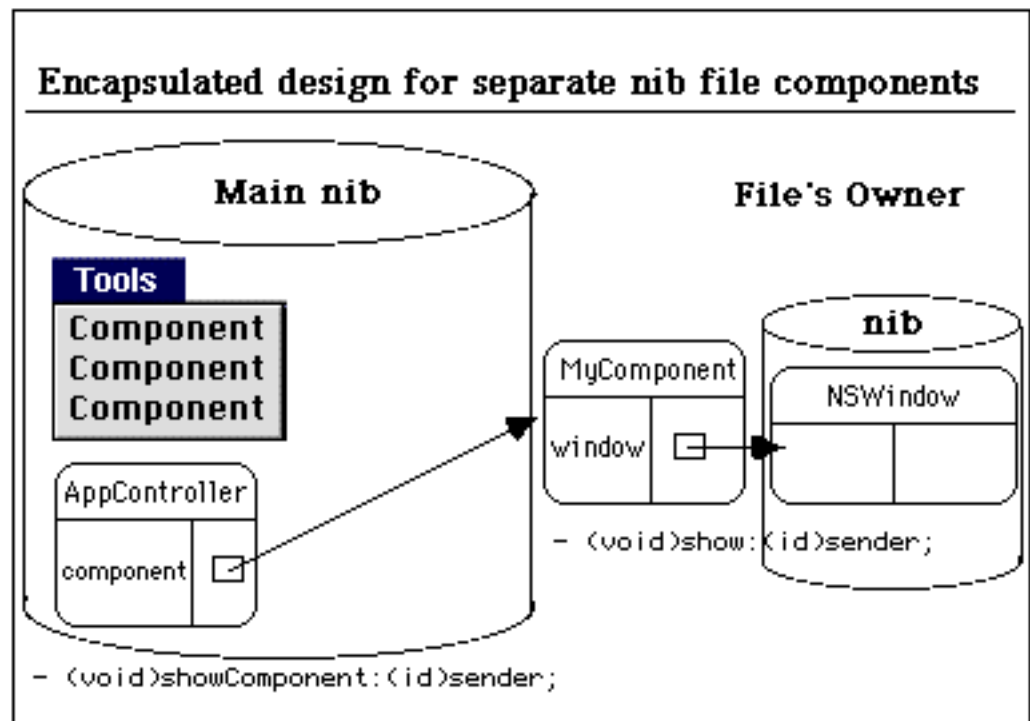 Encapsulated design for separate nib file components
Main nib
File's Owner
Tools
Component
Component
Component
nib
MyComponent
NSWindow
window
AppController
component
- (void)show:(id)sender;
- (void)showComponent:(id)sender;